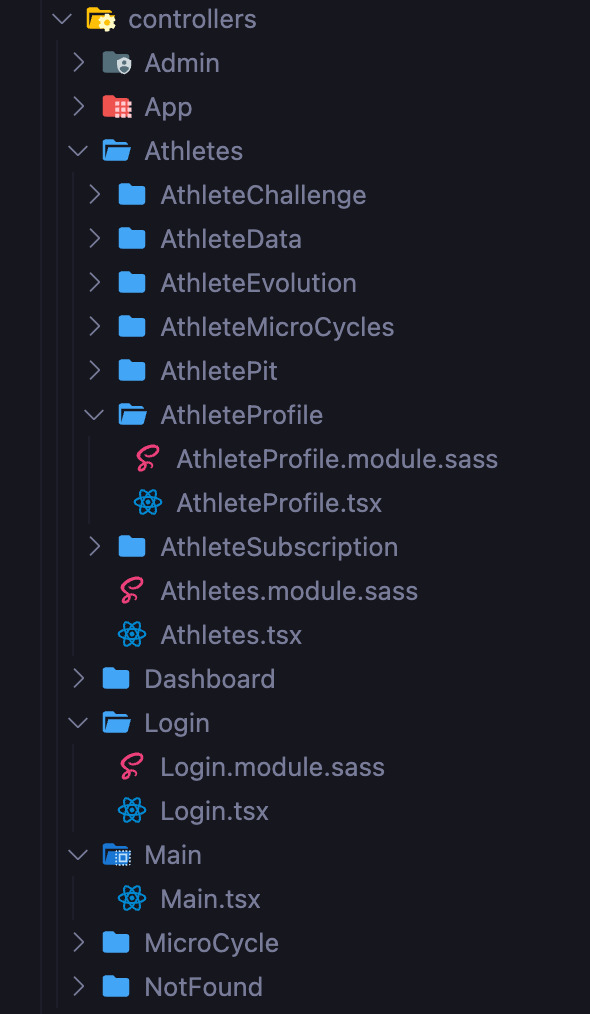 controllers
Admin
App
Athletes
AthleteChallenge
AthleteData
AthleteEvolution
AthleteMicroCycles
AthletePit
AthleteProfile
AthleteProfile.module.sass
AthleteProfile.tsx
AthleteSubscription
Athletes.module.sass
Athletes.tsx
Dashboard
Login
Login.module.sass
Login.tsx
Main
Main.tsx
MicroCycle
NotFound